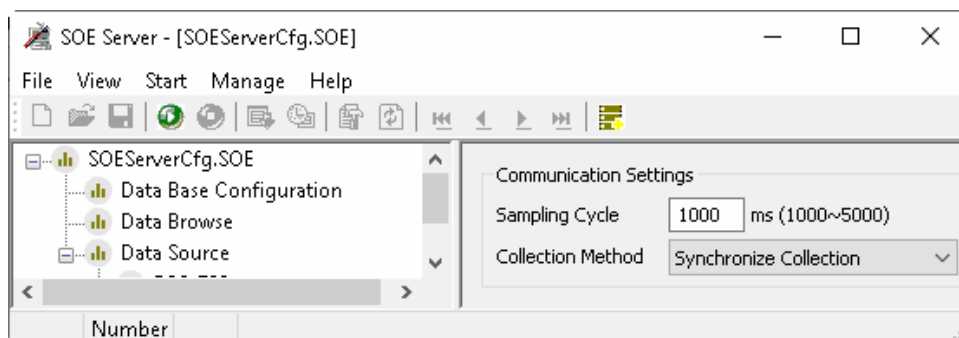 SOE Server - [SOEServerCfg.SOE]
File View Start Manage Help
SOEServerCfg.SOE
Data Base Configuration
Data Browse
Data Source
Communication Settings
Sampling Cycle 1000 ms (1000~5000)
Collection Method Synchronize Collection
Number